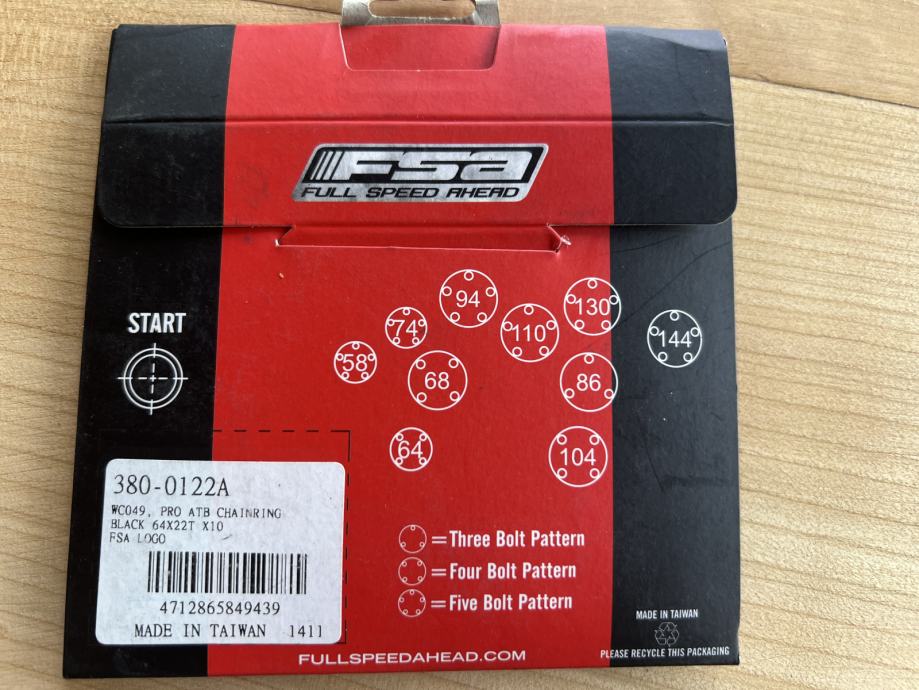 FSA
FULL SPEED AHEAD
START
94
130
74
110
144
58
68
86
64
104
380-0122A
WC049, PRO ATB CHAINRING
BLACK 64X22T X10
FSA LOGO
4712865849439
MADE IN TAIWAN 1411
=Three Bolt Pattern
=Four Bolt Pattern
=Five Bolt Pattern
MADE IN TAIWAN
PLEASE RECYCLE THIS PACKAGING
FULLSPEEDAHEAD.COM